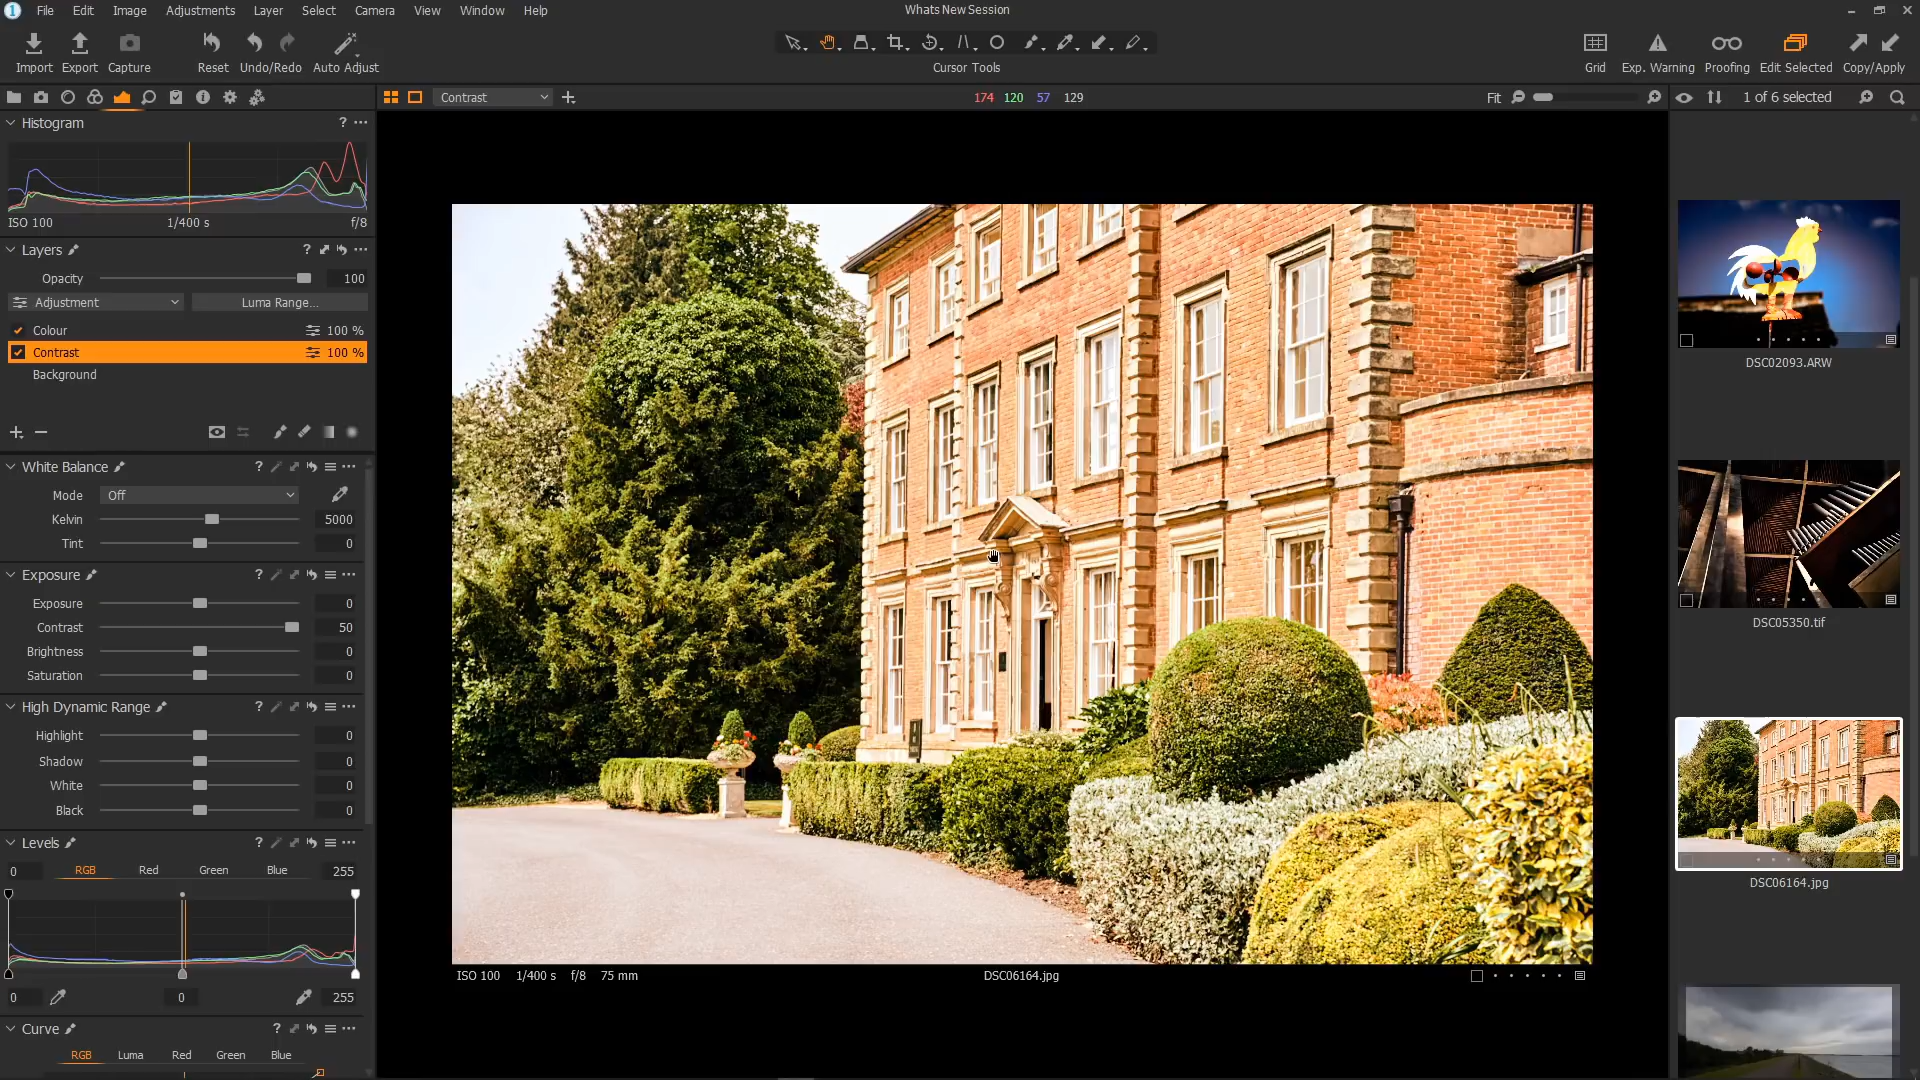 File Edit Image Adjustments Layer Select Camera View Window Help
Whats New Session
Import Export Capture Reset Undo/Redo Auto Adjust
Cursor Tools
Grid Exp. Warning Proofing Edit Selected Copy/Apply
Contrast
174 120 57 129
Fit
1 of 6 selected
Histogram ?
ISO 100 1/400 s f/8
Layers ?
Opacity 100
Adjustment Luma Range...
Colour 100 %
Contrast 100 %
Background
White Balance ?
Mode Off
Kelvin 5000
Tint 0
Exposure ?
Exposure 0
Contrast 50
Brightness 0
Saturation 0
High Dynamic Range ?
Highlight 0
Shadow 0
White 0
Black 0
Levels ?
0 RGB Red Green Blue 255
0 0 255
Curve ?
RGB Luma Red Green Blue
ISO 100 1/400 s f/8 75 mm
DSC06164.jpg
DSC02093.ARW
DSC05350.tif
DSC06164.jpg